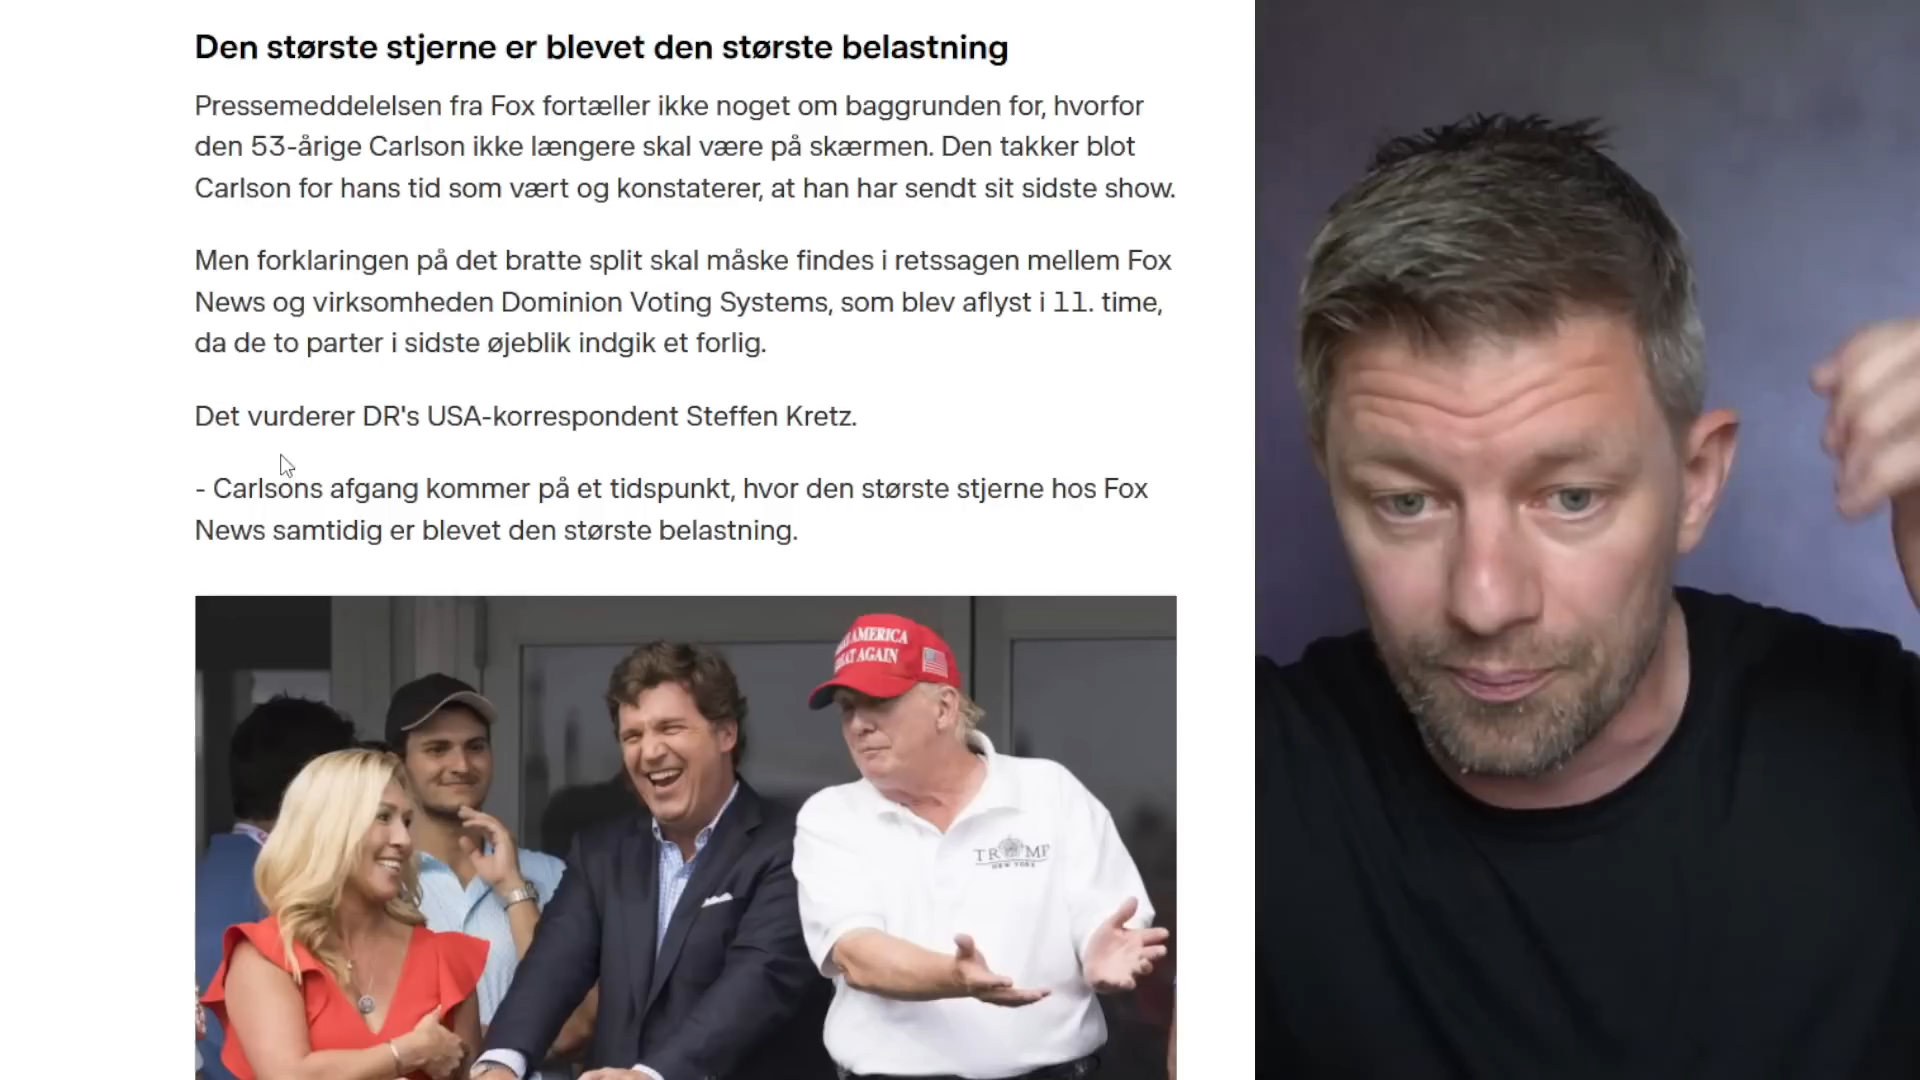 Den største stjerne er blevet den største belastning
Pressemeddelelsen fra Fox fortæller ikke noget om baggrunden for, hvorfor
den 53-årige Carlson ikke længere skal være på skærmen. Den takker blot
Carlson for hans tid som vært og konstaterer, at han har sendt sit sidste show.
Men forklaringen på det bratte split skal måske findes i retssagen mellem Fox
News og virksomheden Dominion Voting Systems, som blev aflyst i 11. time,
da de to parter i sidste øjeblik indgik et forlig.
Det vurderer DR's USA-korrespondent Steffen Kretz.
- Carlsons afgang kommer på et tidspunkt, hvor den største stjerne hos Fox
News samtidig er blevet den største belastning.
AMERICA
AGAIN
TRUMP
NEW YORK